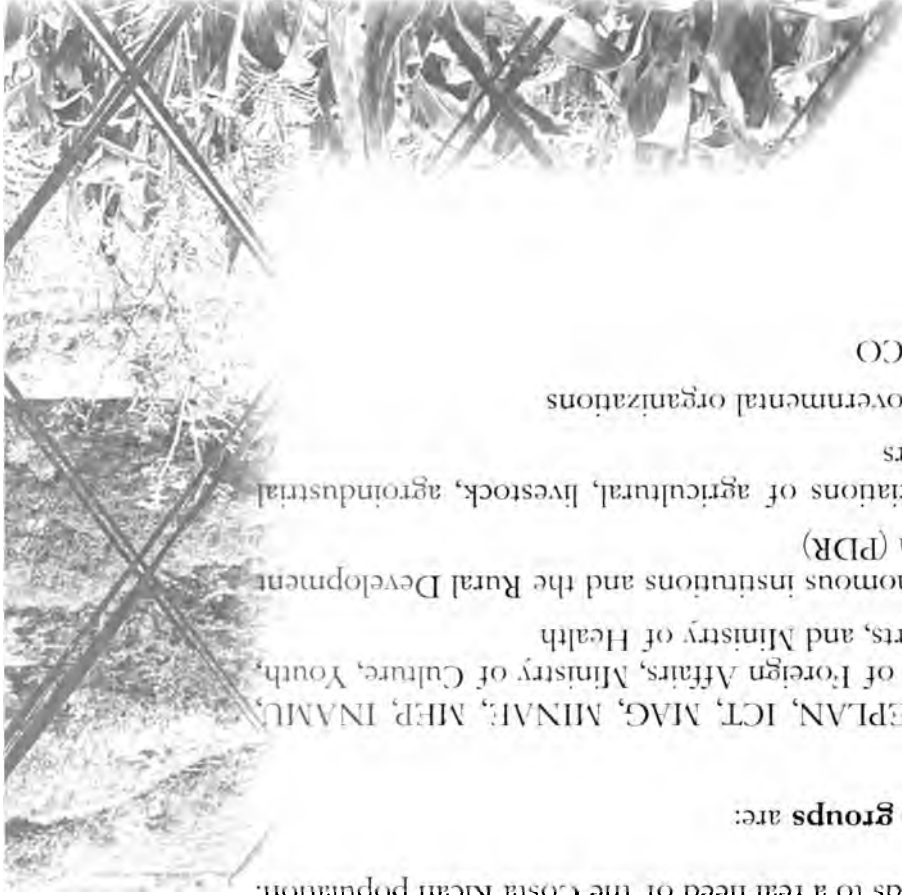 ds to a real need of the Costa Rican population.
groups are:
EPLAN, ICT, MAG, MINAE, MEP, INAMU,
of Foreign Affairs, Ministry of Culture, Youth,
rts, and Ministry of Health
nomous institutions and the Rural Development
(PDR)
iations of agricultural, livestock, agroindustrial
rs
overnmental organizations
CO